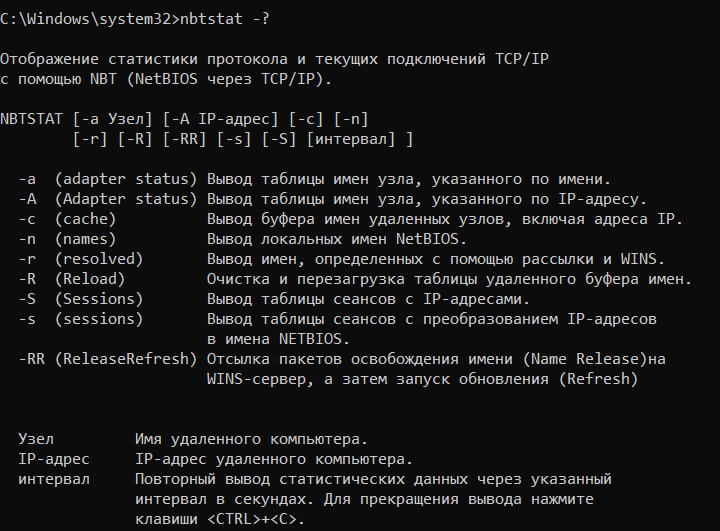 C:\Windows\system32>nbtstat -?
Отображение статистики протокола и текущих подключений TCP/IP
с помощью NBT (NetBIOS через TCP/IP).
NBTSTAT [-a Узел] [-A IP-адрес] [-c] [-n]
[-r] [-R] [-RR] [-s] [-S] [интервал] ]
-a (adapter status) Вывод таблицы имен узла, указанного по имени.
-A (Adapter status) Вывод таблицы имен узла, указанного по IP-адресу.
-c (cache) Вывод буфера имен удаленных узлов, включая адреса IP.
-n (names) Вывод локальных имен NetBIOS.
-r (resolved) Вывод имен, определенных с помощью рассылки и WINS.
-R (Reload) Очистка и перезагрузка таблицы удаленного буфера имен.
-S (Sessions) Вывод таблицы сеансов с IP-адресами.
-s (sessions) Вывод таблицы сеансов с преобразованием IP-адресов
в имена NETBIOS.
-RR (ReleaseRefresh) Отсылка пакетов освобождения имени (Name Release)на
WINS-сервер, а затем запуск обновления (Refresh)
Узел Имя удаленного компьютера.
IP-адрес IP-адрес удаленного компьютера.
интервал Повторный вывод статистических данных через указанный
интервал в секундах. Для прекращения вывода нажмите
клавиши <CTRL>+<C>.